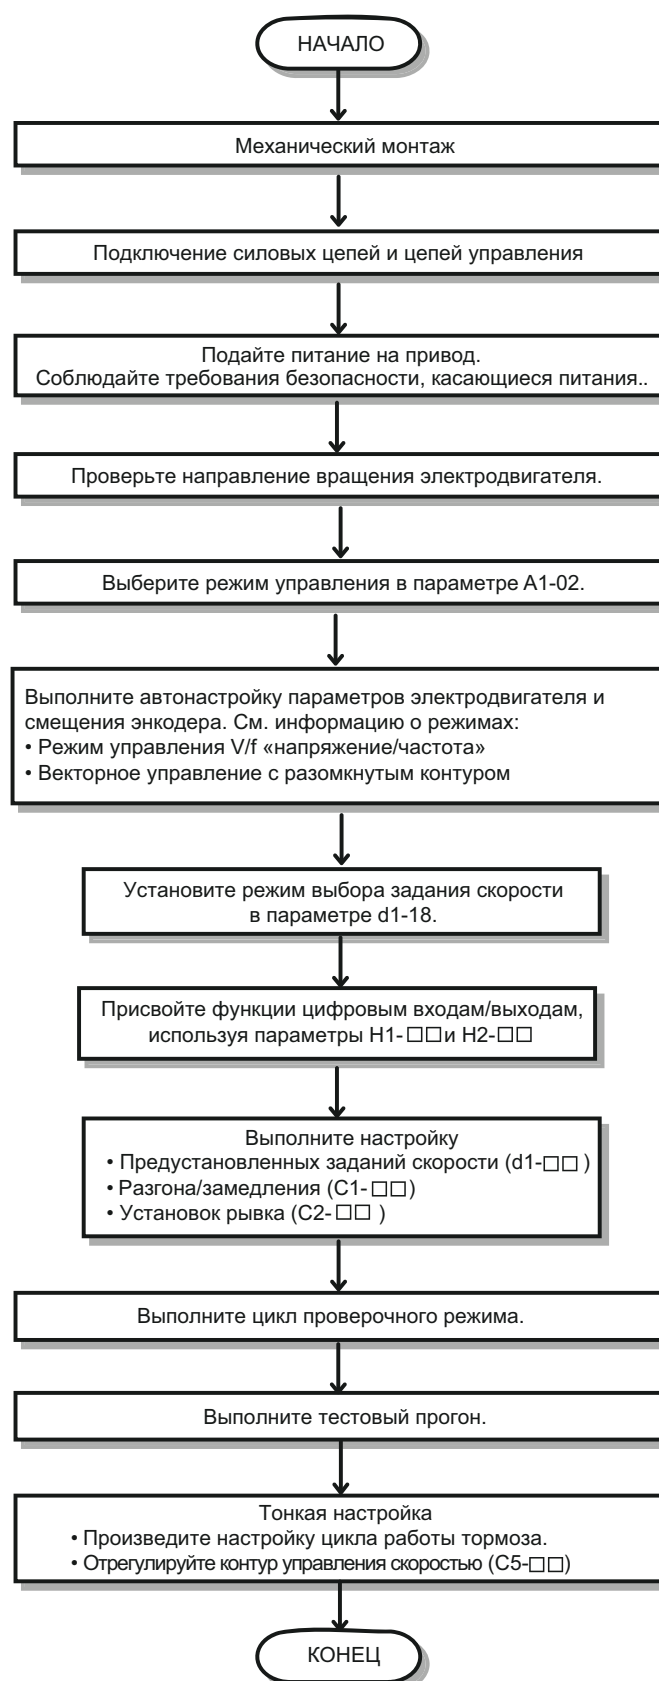 НАЧАЛО
Механический монтаж
Подключение силовых цепей и цепей управления
Подайте питание на привод.
Соблюдайте требования безопасности, касающиеся питания..
Проверьте направление вращения электродвигателя.
Выберите режим управления в параметре A1-02.
Выполните автонастройку параметров электродвигателя и
смещения энкодера. См. информацию о режимах:
• Режим управления V/f «напряжение/частота»
• Векторное управление с разомкнутым контуром
Установите режим выбора задания скорости
в параметре d1-18.
Присвойте функции цифровым входам/выходам,
используя параметры H1-□□ и H2-□□
Выполните настройку
• Предустановленных заданий скорости (d1-□□ )
• Разгона/замедления (C1-□□)
• Установок рывка (C2-□□ )
Выполните цикл проверочного режима.
Выполните тестовый прогон.
Тонкая настройка
• Произведите настройку цикла работы тормоза.
• Отрегулируйте контур управления скоростью (C5-□□)
КОНЕЦ